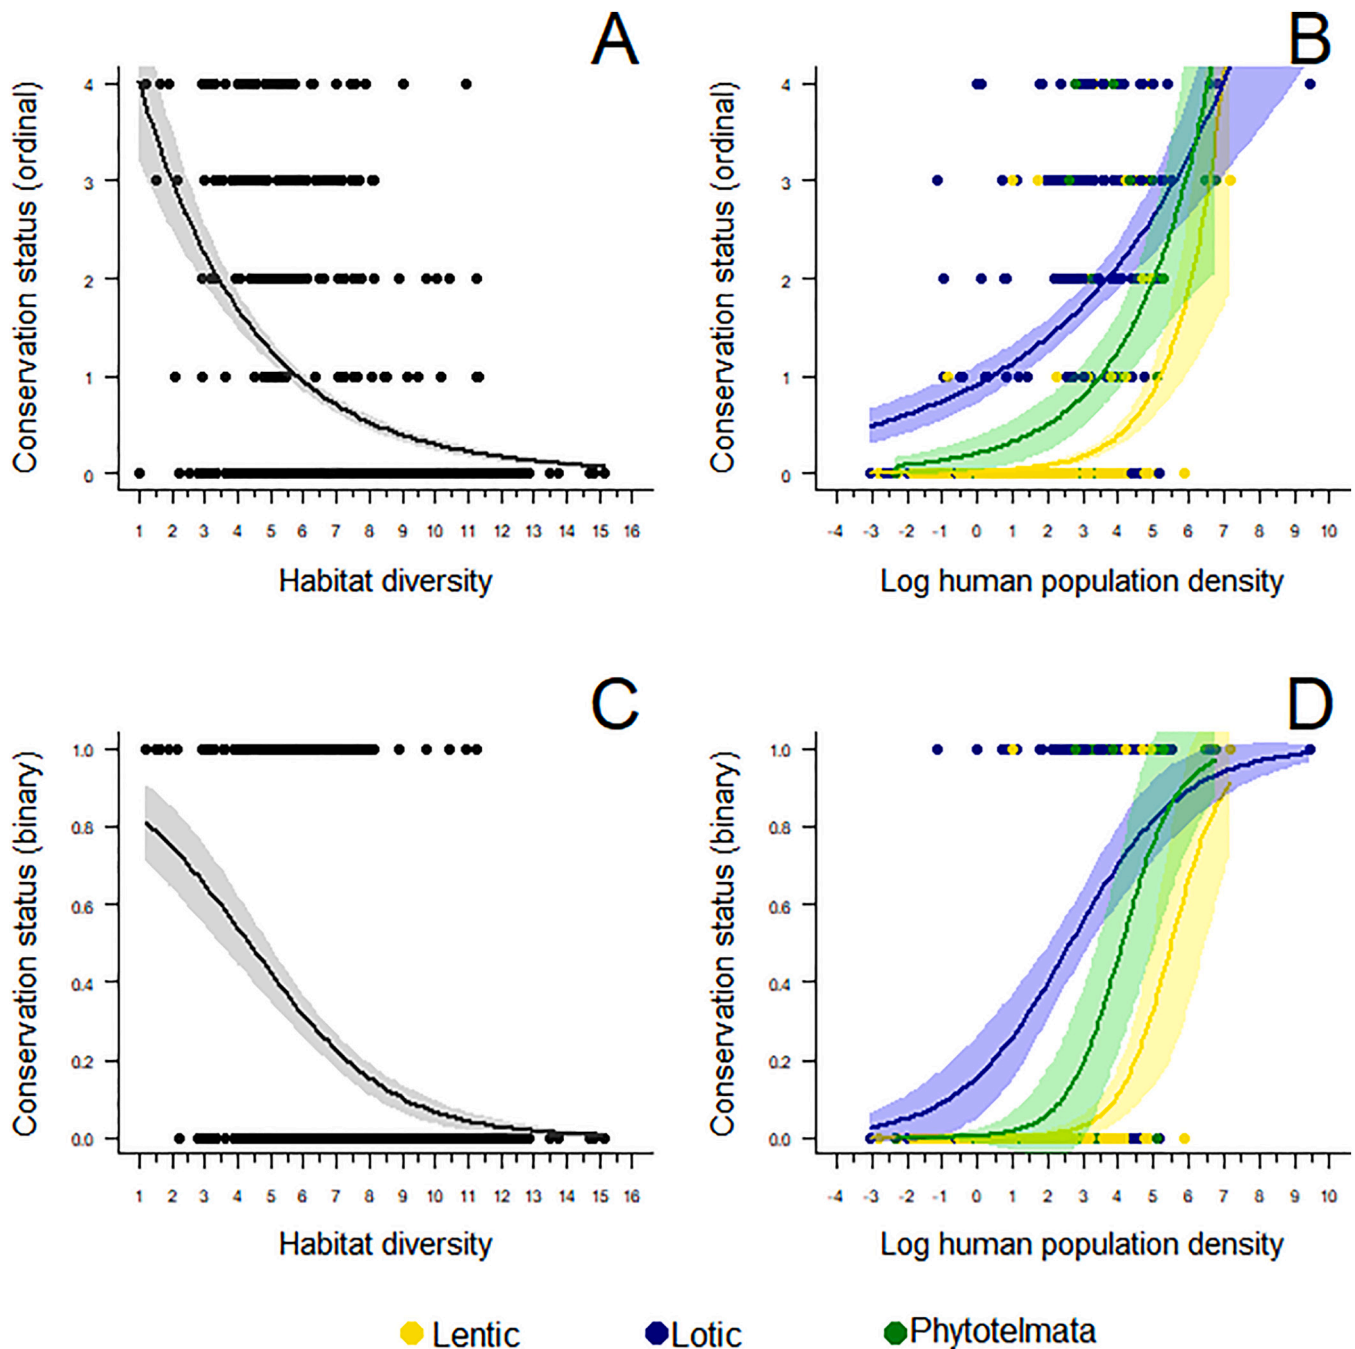 A
B
Conservation status (ordinal)
4
3
2
1
0
1 2 3 4 5 6 7 8 9 10 11 12 13 14 15 16
Habitat diversity
Conservation status (ordinal)
4
3
2
1
0
-4 -3 -2 -1 0 1 2 3 4 5 6 7 8 9 10
Log human population density
C
D
Conservation status (binary)
1.0
0.8
0.6
0.4
0.2
0.0
1 2 3 4 5 6 7 8 9 10 11 12 13 14 15 16
Habitat diversity
Conservation status (binary)
1.0
0.8
0.6
0.4
0.2
0.0
-4 -3 -2 -1 0 1 2 3 4 5 6 7 8 9 10
Log human population density
Lentic Lotic Phytotelmata